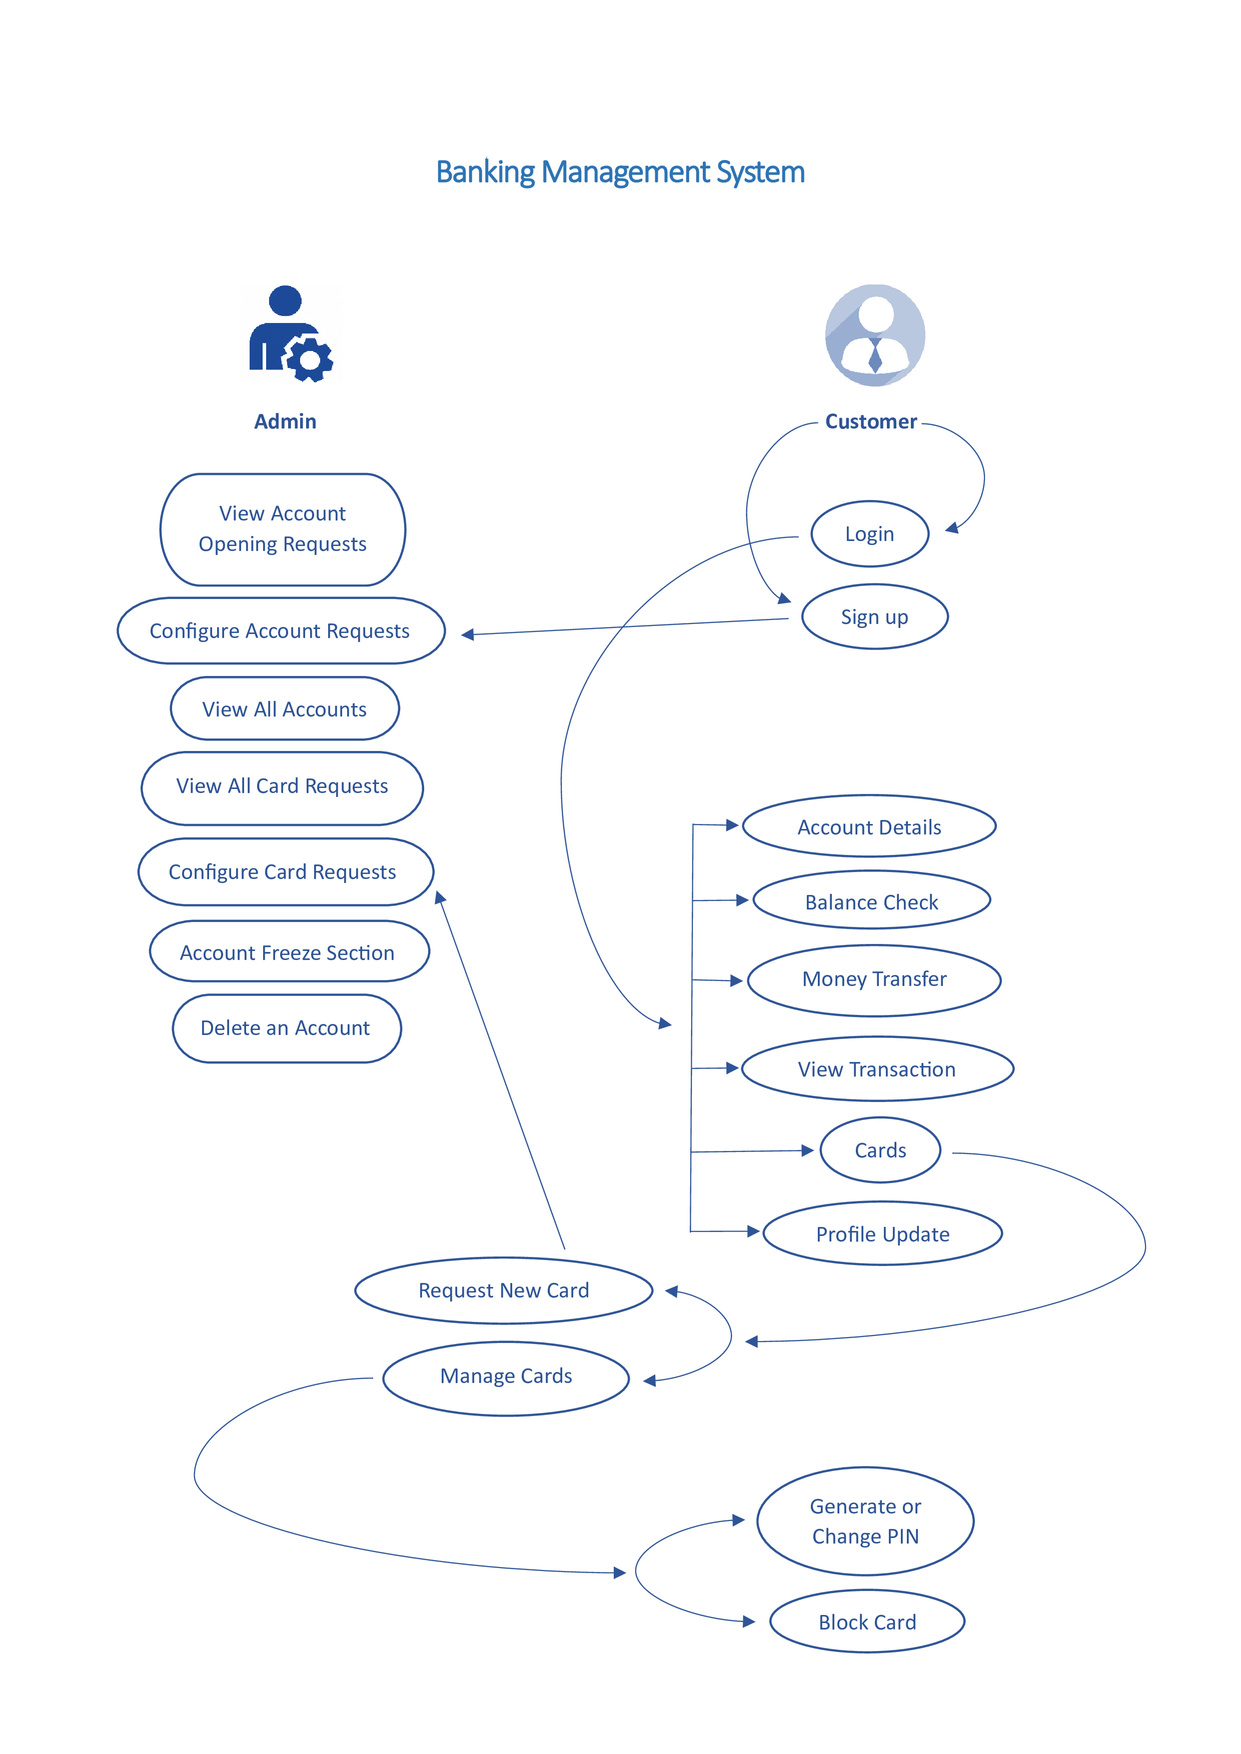 Banking Management System
Admin
Customer
View Account
Opening Requests
Login
Sign up
Configure Account Requests
View All Accounts
View All Card Requests
Configure Card Requests
Account Freeze Section
Delete an Account
Account Details
Balance Check
Money Transfer
View Transaction
Cards
Profile Update
Request New Card
Manage Cards
Generate or
Change PIN
Block Card